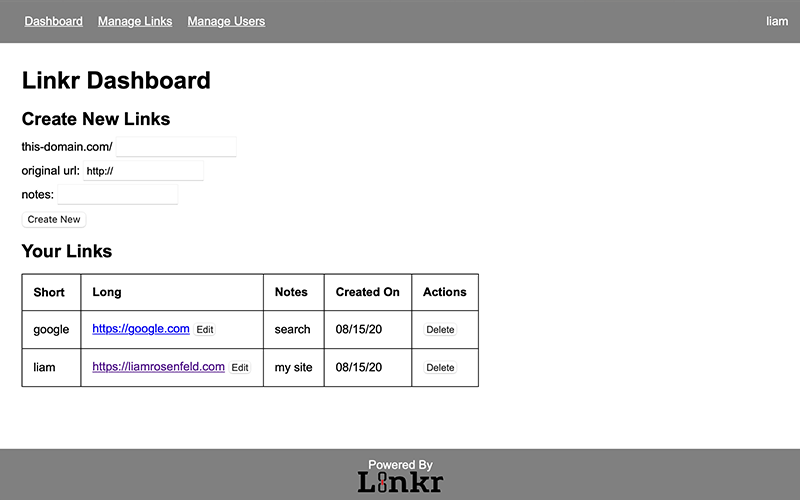 Dashboard Manage Links Manage Users liam
Linkr Dashboard
Create New Links
this-domain.com/
original url: http://
notes:
Create New
Your Links
Short Long Notes Created On Actions
google https://google.com Edit search 08/15/20 Delete
liam https://liamrosenfeld.com Edit my site 08/15/20 Delete
Powered By
Linkr